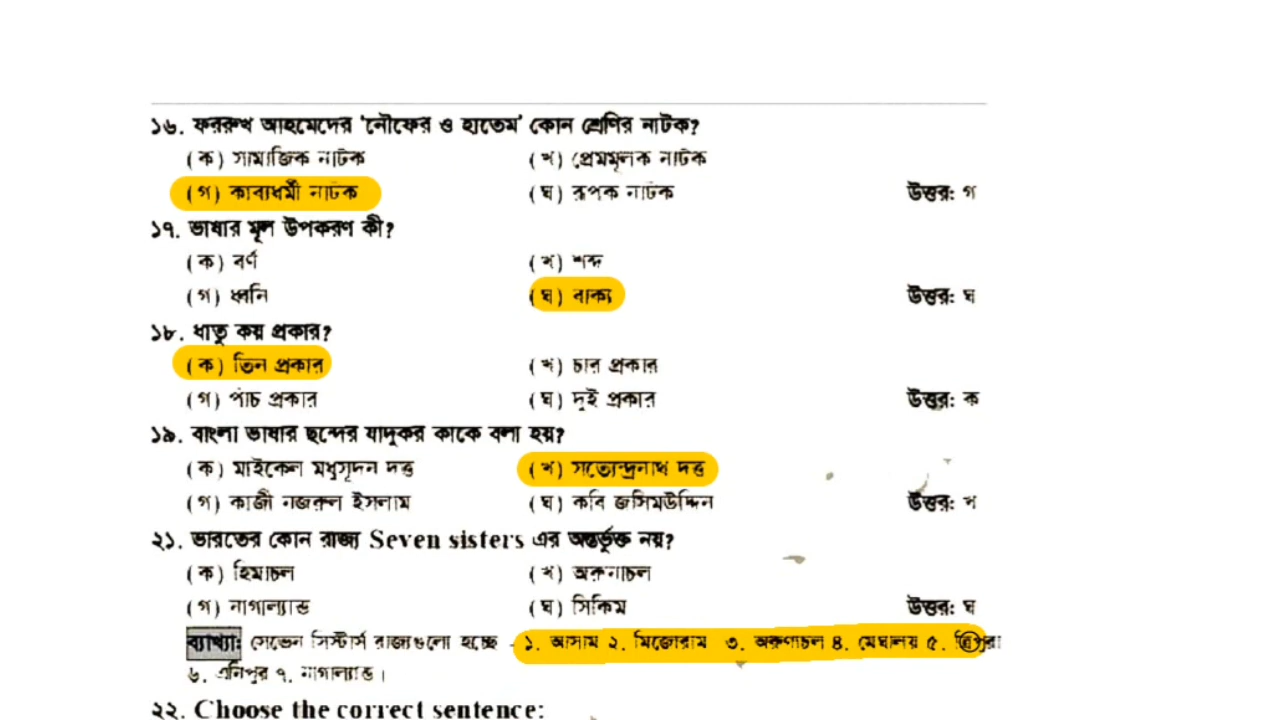 ১৬. ফররুখ আহমেদের 'নৌফের ও হাতেম' কোন শ্রেণির নাটক?
(ক) সামাজিক নাটক (খ) প্রেমমূলক নাটক
(গ) কাব্যধর্মী নাটক (ঘ) রূপক নাটক উত্তর: গ
১৭. ভাষার মূল উপকরণ কী?
(ক) বর্ণ (খ) শব্দ
(গ) ধ্বনি (ঘ) বাক্য উত্তর: ঘ
১৮. ধাতু কয় প্রকার?
(ক) তিন প্রকার (খ) চার প্রকার
(গ) পাঁচ প্রকার (ঘ) দুই প্রকার উত্তর: ক
১৯. বাংলা ভাষার ছন্দের যাদুকর কাকে বলা হয়?
(ক) মাইকেল মধুসূদন দত্ত (খ) সত্যেন্দ্রনাথ দত্ত
(গ) কাজী নজরুল ইসলাম (ঘ) কবি জসিমউদ্দিন উত্তর: খ
২১. ভারতের কোন রাজ্য Seven sisters এর অন্তর্ভুক্ত নয়?
(ক) হিমাচল (খ) অরুনাচল
(গ) নাগাল্যান্ড (ঘ) সিকিম উত্তর: ঘ
ব্যাখ্যা: সেভেন সিস্টার্স রাজ্যগুলো হচ্ছে - ১. আসাম ২. মিজোরাম ৩. অরুণাচল ৪. মেঘালয় ৫. ত্রিপুরা
৬. মনিপুর ৭. নাগাল্যান্ড।
২২. Choose the correct sentence: